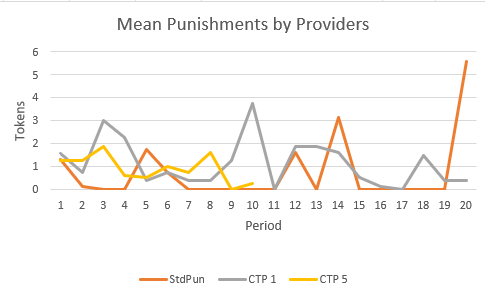 Mean Punishments by Providers
6
5
4
3
2
1
0
Tokens
1 2 3 4 5 6 7 8 9 10 11 12 13 14 15 16 17 18 19 20
Period
StdPun CTP 1 CTP 5